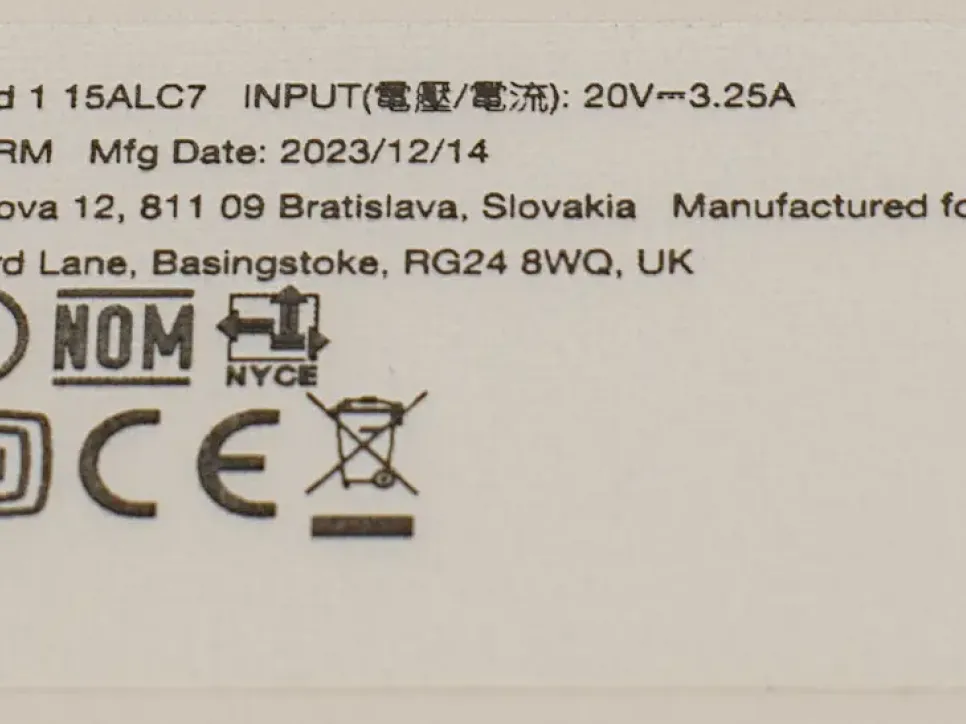 d 1 15ALC7 INPUT(電壓/電流): 20V⎓3.25A
RM Mfg Date: 2023/12/14
ova 12, 811 09 Bratislava, Slovakia Manufactured fo
rd Lane, Basingstoke, RG24 8WQ, UK
NOM
NYCE
CE